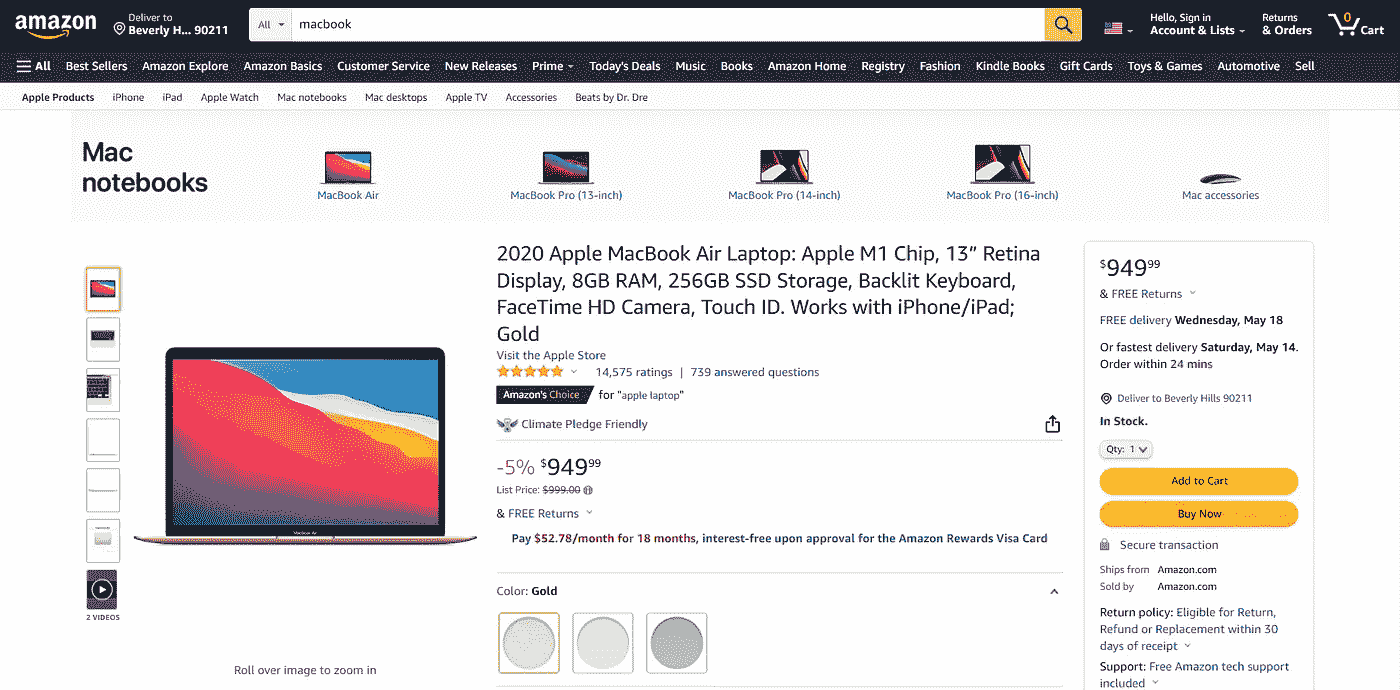 amazon
Deliver to
Beverly H... 90211
All
macbook
Hello, Sign in
Account & Lists
Returns
& Orders
0
Cart
All
Best Sellers
Amazon Explore
Amazon Basics
Customer Service
New Releases
Prime
Today's Deals
Music
Books
Amazon Home
Registry
Fashion
Kindle Books
Gift Cards
Toys & Games
Automotive
Sell
Apple Products
iPhone
iPad
Apple Watch
Mac notebooks
Mac desktops
Apple TV
Accessories
Beats by Dr. Dre
Mac
notebooks
MacBook Air
MacBook Pro (13-inch)
MacBook Pro (14-inch)
MacBook Pro (16-inch)
Mac accessories
2 VIDEOS
MacBook Air
Roll over image to zoom in
2020 Apple MacBook Air Laptop: Apple M1 Chip, 13” Retina
Display, 8GB RAM, 256GB SSD Storage, Backlit Keyboard,
FaceTime HD Camera, Touch ID. Works with iPhone/iPad;
Gold
Visit the Apple Store
14,575 ratings | 739 answered questions
Amazon's Choice for "apple laptop"
Climate Pledge Friendly
-5% $949.99
List Price: $999.00
& FREE Returns
Pay $52.78/month for 18 months, interest-free upon approval for the Amazon Rewards Visa Card
Color: Gold
$949.99
& FREE Returns
FREE delivery Wednesday, May 18
Or fastest delivery Saturday, May 14.
Order within 24 mins
Deliver to Beverly Hills 90211
In Stock.
Qty: 1
Add to Cart
Buy Now
Secure transaction
Ships from Amazon.com
Sold by Amazon.com
Return policy: Eligible for Return,
Refund or Replacement within 30
days of receipt
Support: Free Amazon tech support
included